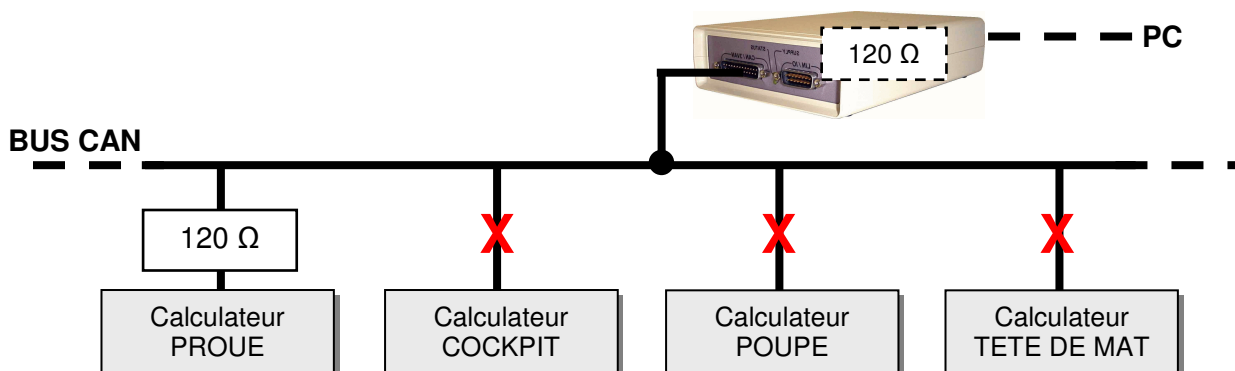 120 Ω
PC
BUS CAN
120 Ω
Calculateur
PROUE
Calculateur
COCKPIT
Calculateur
POUPE
Calculateur
TETE DE MAT